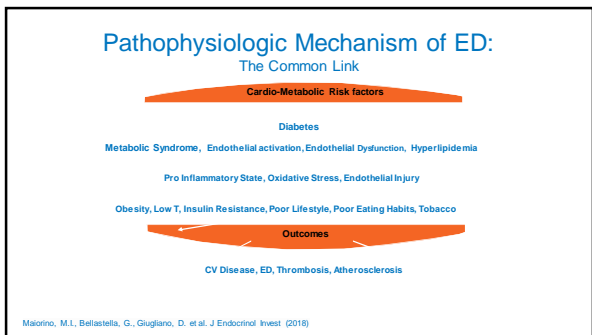 Pathophysiologic Mechanism of ED:
The Common Link
Cardio-Metabolic Risk factors
Diabetes
Metabolic Syndrome, Endothelial activation, Endothelial Dysfunction, Hyperlipidemia
Pro Inflammatory State, Oxidative Stress, Endothelial Injury
Obesity, Low T, Insulin Resistance, Poor Lifestyle, Poor Eating Habits, Tobacco
Outcomes
CV Disease, ED, Thrombosis, Atherosclerosis
Maiorino, M.I., Bellastella, G., Giugliano, D. et al. J Endocrinol Invest (2018)